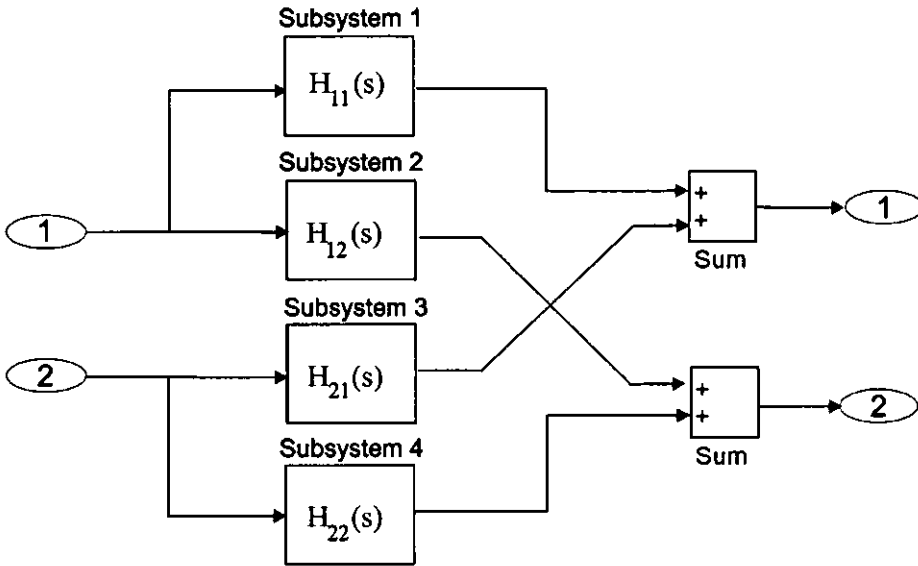 Subsystem 1
H11(s)
Subsystem 2
H12(s)
Subsystem 3
H21(s)
Subsystem 4
H22(s)
1
2
+
+
Sum
+
+
Sum
1
2